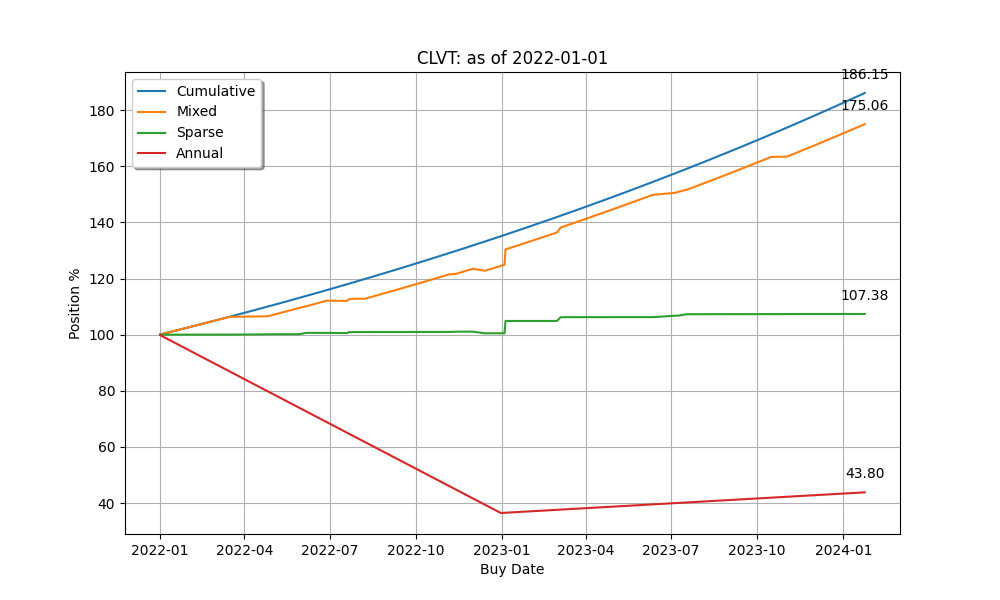 CLVT: as of 2022-01-01
186.15
175.06
107.38
43.80
Cumulative
Mixed
Sparse
Annual
Position %
180
160
140
120
100
80
60
40
2022-01 2022-04 2022-07 2022-10 2023-01 2023-04 2023-07 2023-10 2024-01
Buy Date